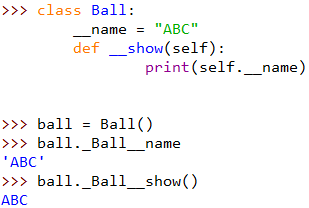 >>> class Ball:
        __name = "ABC"
        def __show(self):
                print(self.__name)
>>> ball = Ball()
>>> ball._Ball__name
'ABC'
>>> ball._Ball__show()
ABC